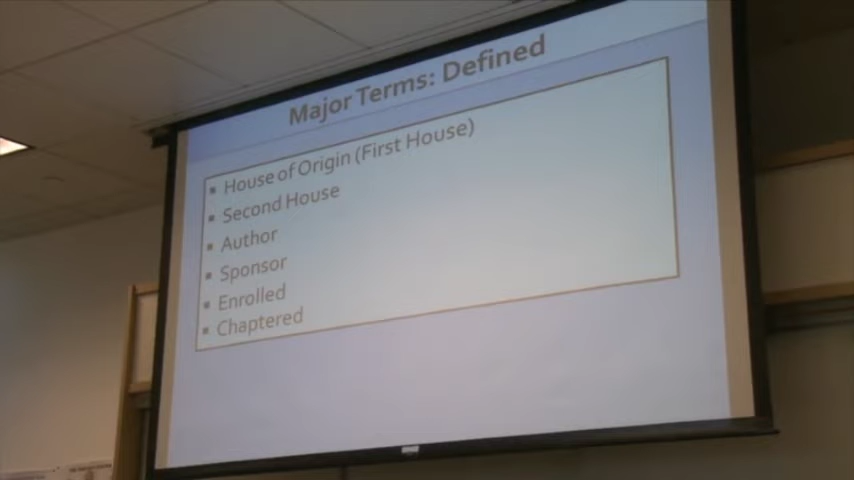 Major Terms: Defined
▪ House of Origin (First House)
▪ Second House
▪ Author
▪ Sponsor
▪ Enrolled
▪ Chaptered